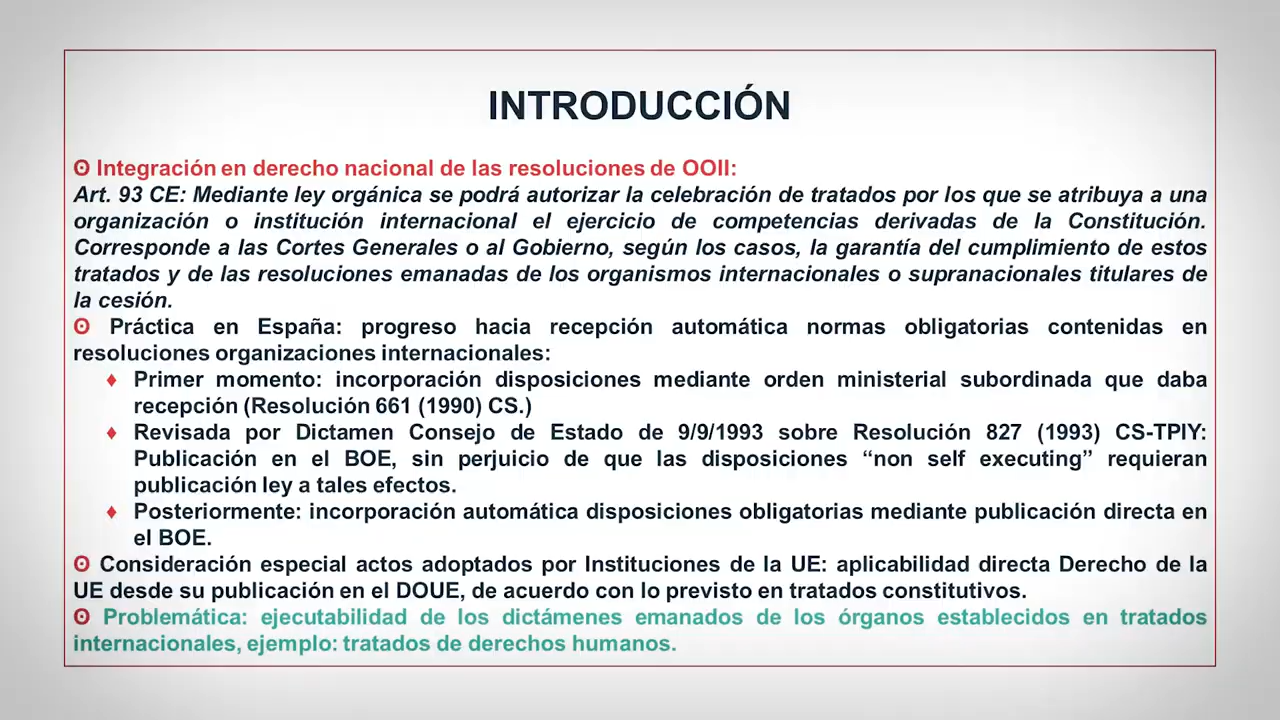 INTRODUCCIÓN
ʘ Integración en derecho nacional de las resoluciones de OOII:
Art. 93 CE: Mediante ley orgánica se podrá autorizar la celebración de tratados por los que se atribuya a una
organización o institución internacional el ejercicio de competencias derivadas de la Constitución.
Corresponde a las Cortes Generales o al Gobierno, según los casos, la garantía del cumplimiento de estos
tratados y de las resoluciones emanadas de los organismos internacionales o supranacionales titulares de
la cesión.
ʘ Práctica en España: progreso hacia recepción automática normas obligatorias contenidas en
resoluciones organizaciones internacionales:
♦ Primer momento: incorporación disposiciones mediante orden ministerial subordinada que daba
recepción (Resolución 661 (1990) CS.)
♦ Revisada por Dictamen Consejo de Estado de 9/9/1993 sobre Resolución 827 (1993) CS-TPIY:
Publicación en el BOE, sin perjuicio de que las disposiciones “non self executing” requieran
publicación ley a tales efectos.
♦ Posteriormente: incorporación automática disposiciones obligatorias mediante publicación directa en
el BOE.
ʘ Consideración especial actos adoptados por Instituciones de la UE: aplicabilidad directa Derecho de la
UE desde su publicación en el DOUE, de acuerdo con lo previsto en tratados constitutivos.
ʘ Problemática: ejecutabilidad de los dictámenes emanados de los órganos establecidos en tratados
internacionales, ejemplo: tratados de derechos humanos.